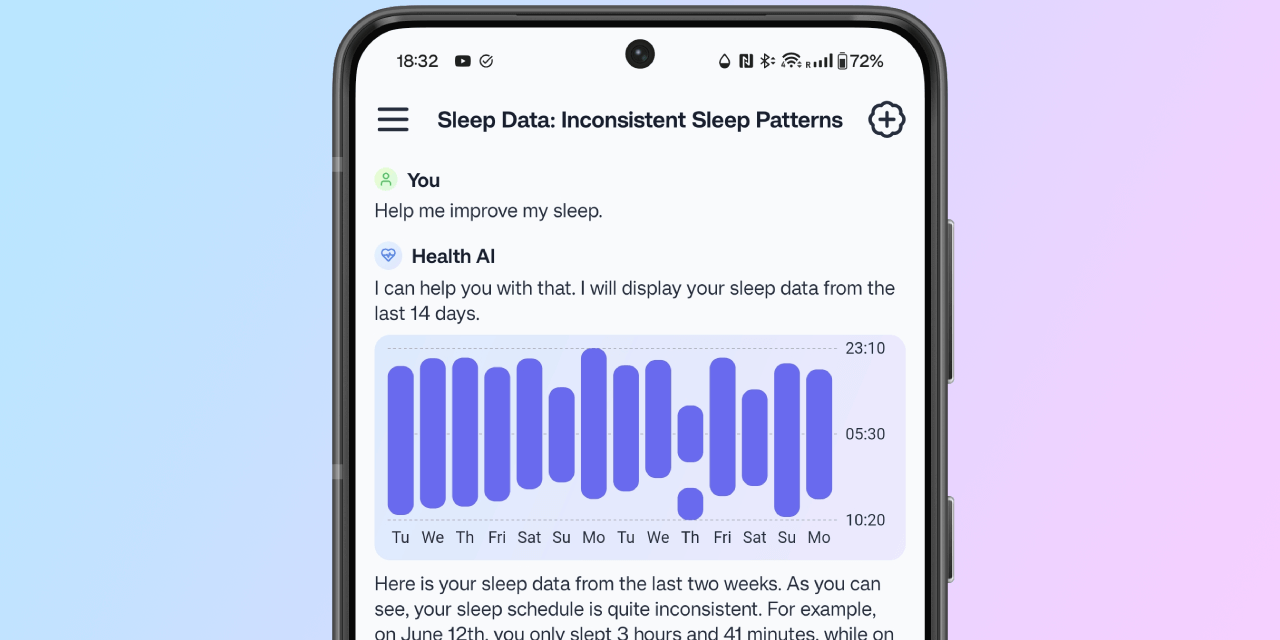 18:32
72%
Sleep Data: Inconsistent Sleep Patterns
You
Help me improve my sleep.
Health AI
I can help you with that. I will display your sleep data from the
last 14 days.
23:10
05:30
10:20
Tu We Th Fri Sat Su Mo Tu We Th Fri Sat Su Mo
Here is your sleep data from the last two weeks. As you can
see, your sleep schedule is quite inconsistent. For example,
on June 12th, you only slept 3 hours and 41 minutes, while on